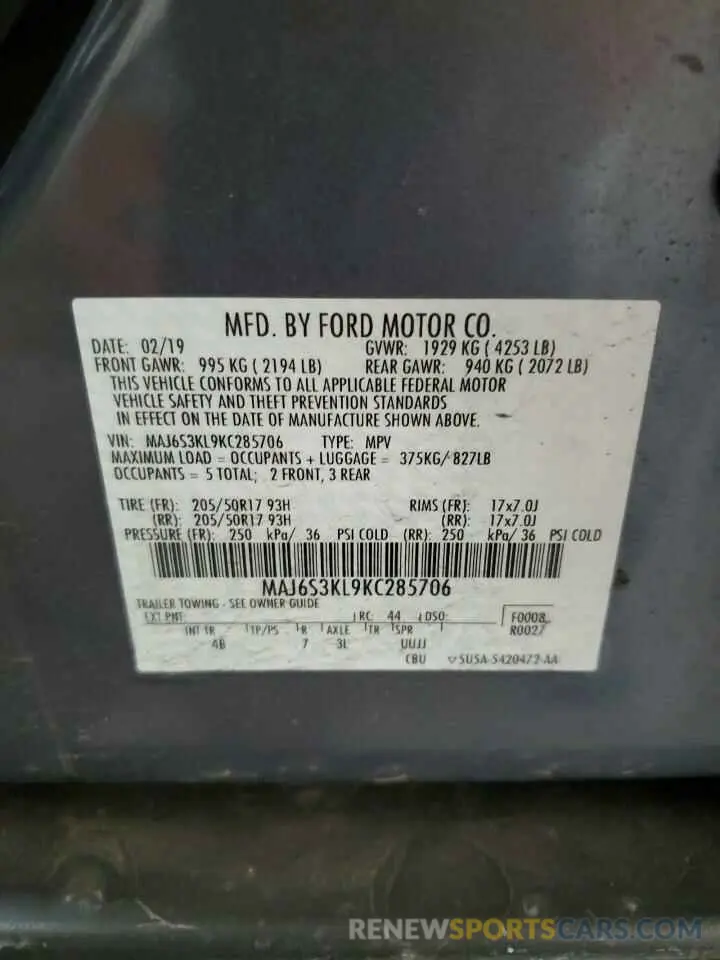 MFD. BY FORD MOTOR CO.
DATE: 02/19 GVWR: 1929 KG ( 4253 LB)
FRONT GAWR: 995 KG ( 2194 LB) REAR GAWR: 940 KG ( 2072 LB)
THIS VEHICLE CONFORMS TO ALL APPLICABLE FEDERAL MOTOR
VEHICLE SAFETY AND THEFT PREVENTION STANDARDS
IN EFFECT ON THE DATE OF MANUFACTURE SHOWN ABOVE.
VIN: MAJ6S3KL9KC285706 TYPE: MPV
MAXIMUM LOAD = OCCUPANTS + LUGGAGE = 375KG/ 827LB
OCCUPANTS = 5 TOTAL; 2 FRONT, 3 REAR
TIRE (FR): 205/50R17 93H RIMS (FR): 17x7.0J
(RR): 205/50R17 93H (RR): 17x7.0J
PRESSURE (FR): 250 kPa/ 36 PSI COLD (RR): 250 kPa/ 36 PSI COLD
MAJ6S3KL9KC285706
TRAILER TOWING - SEE OWNER GUIDE
EXT PNT: RC: 44 DSO: F0008
INT TR TP/PS R AXLE TR SPR R0027
4B 7 3L UUJJ
CBU SU5A-5420472-AA
RENEWSPORTSCARS.COM